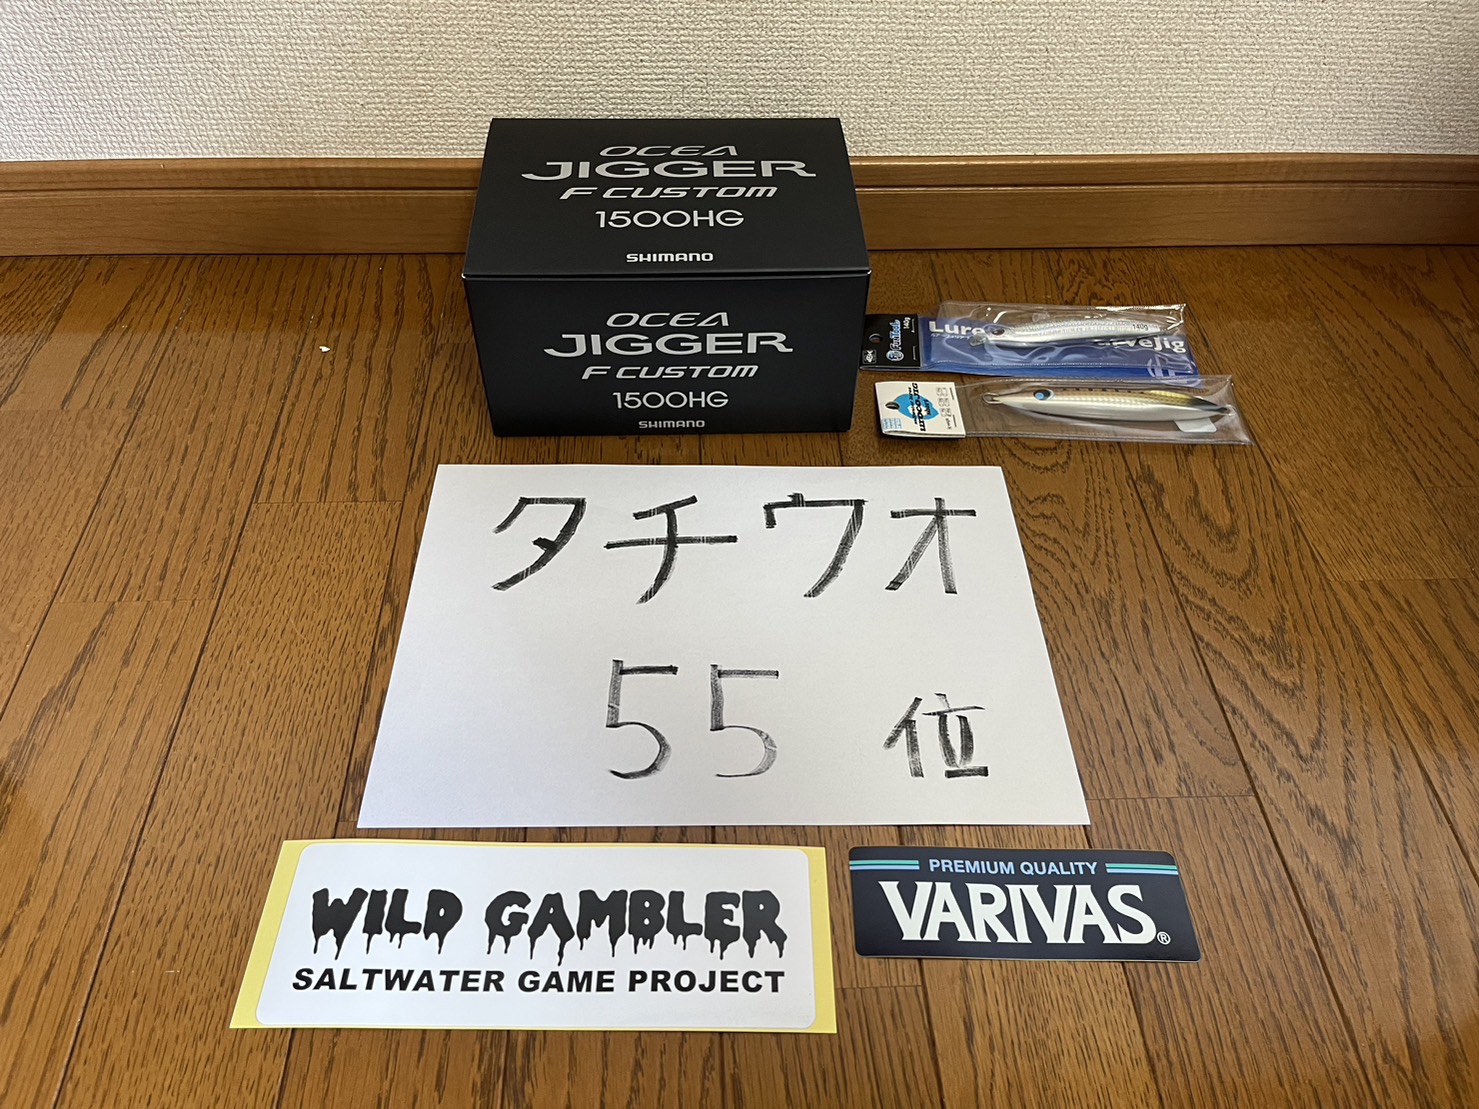 OCEA
JIGGER
F CUSTOM
1500HG
SHIMANO
OCEA
JIGGER
F CUSTOM
1500HG
SHIMANO
140g
Lure
140g
タチウオ
55 位
WILD GAMBLER
SALTWATER GAME PROJECT
PREMIUM QUALITY
VARIVAS®